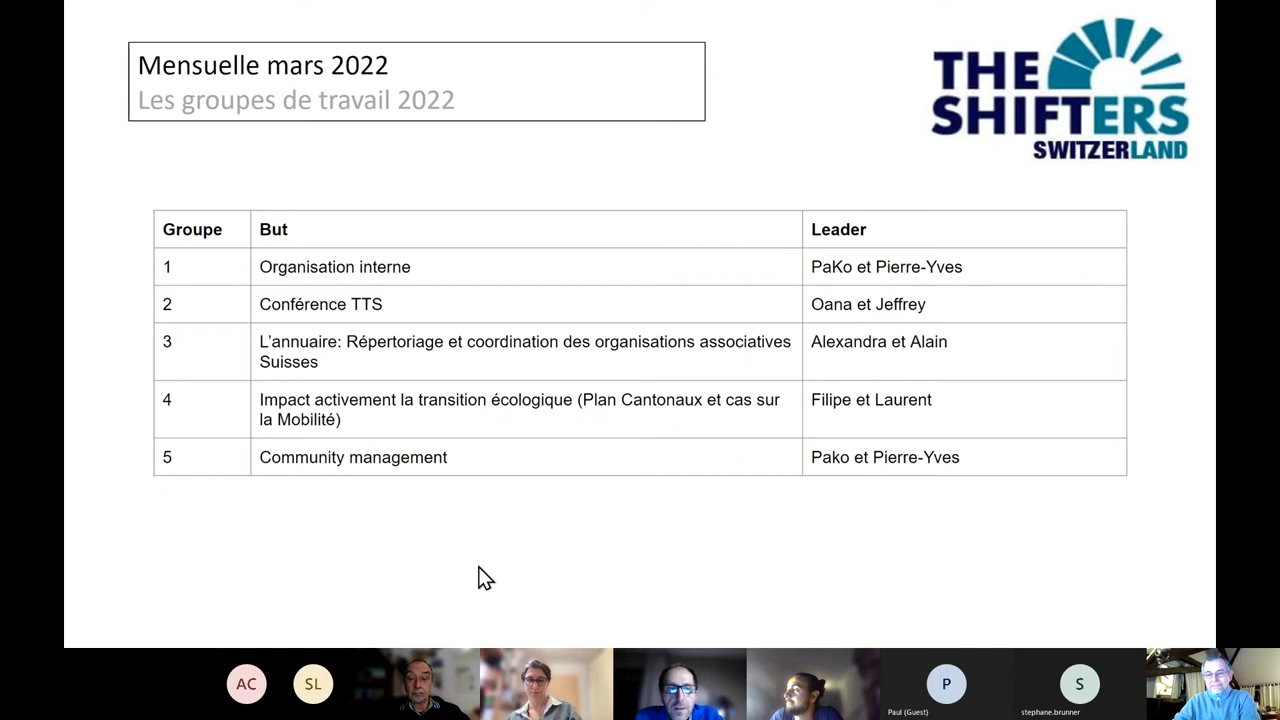 Mensuelle mars 2022
Les groupes de travail 2022
THE
SHIFTERS
SWITZERLAND
Groupe But Leader
1 Organisation interne PaKo et Pierre-Yves
2 Conférence TTS Oana et Jeffrey
3 L'annuaire: Répertoriage et coordination des organisations associatives Alexandra et Alain
Suisses
4 Impact activement la transition écologique (Plan Cantonaux et cas sur Filipe et Laurent
la Mobilité)
5 Community management Pako et Pierre-Yves
AC
SL
P
S
Paul (Guest)
stephane.brunner